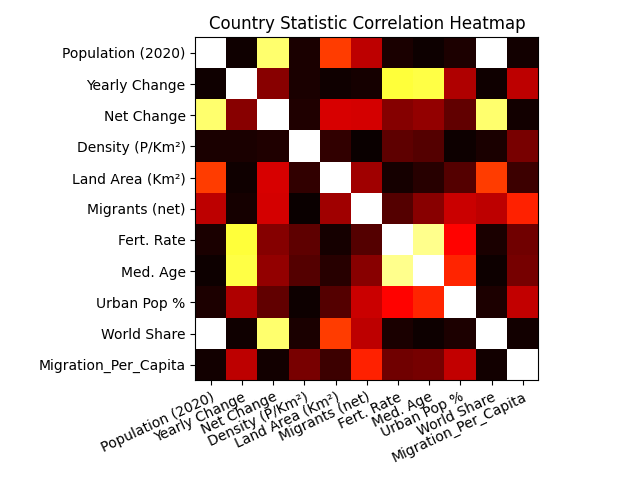 Country Statistic Correlation Heatmap
Population (2020)
Yearly Change
Net Change
Density (P/Km²)
Land Area (Km²)
Migrants (net)
Fert. Rate
Med. Age
Urban Pop %
World Share
Migration_Per_Capita
Population (2020)
Yearly Change
Net Change
Density (P/Km²)
Land Area (Km²)
Migrants (net)
Fert. Rate
Med. Age
Urban Pop %
World Share
Migration_Per_Capita